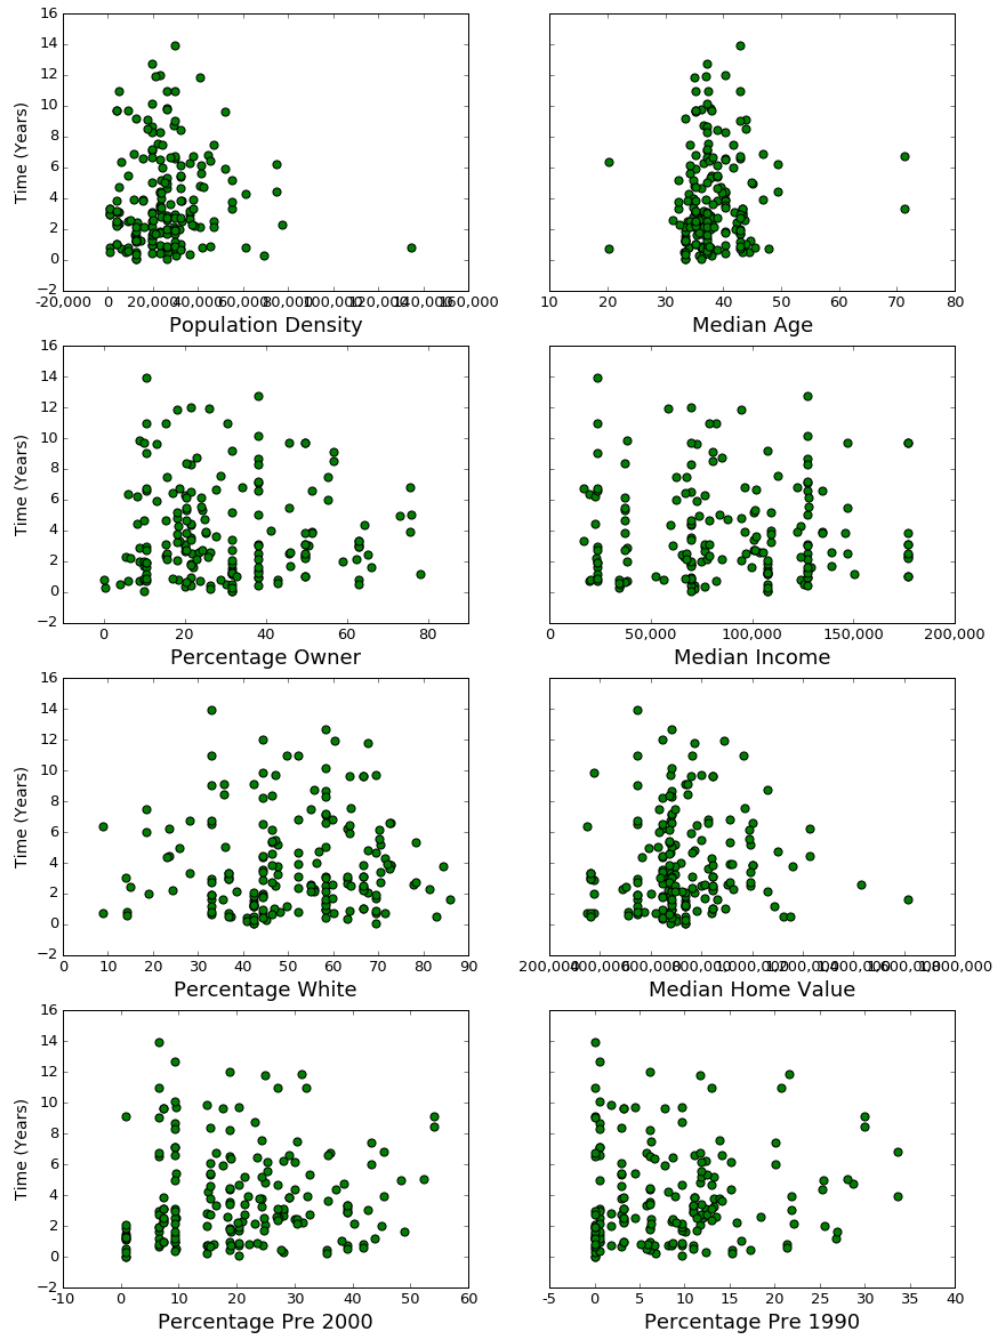 16
14
12
10
8
6
4
2
0
−2
Time (Years)
-20,000 0 20,000 40,000 60,000 80,000 100,000 120,000 140,000 160,000
Population Density
10 20 30 40 50 60 70 80
Median Age
16
14
12
10
8
6
4
2
0
−2
Time (Years)
0 20 40 60 80
Percentage Owner
0 50,000 100,000 150,000 200,000
Median Income
16
14
12
10
8
6
4
2
0
−2
Time (Years)
0 10 20 30 40 50 60 70 80 90
Percentage White
200,000 400,000 600,000 800,000 1,000,000 1,200,000 1,400,000 1,600,000 1,800,000
Median Home Value
16
14
12
10
8
6
4
2
0
−2
Time (Years)
-10 0 10 20 30 40 50 60
Percentage Pre 2000
-5 0 5 10 15 20 25 30 35 40
Percentage Pre 1990